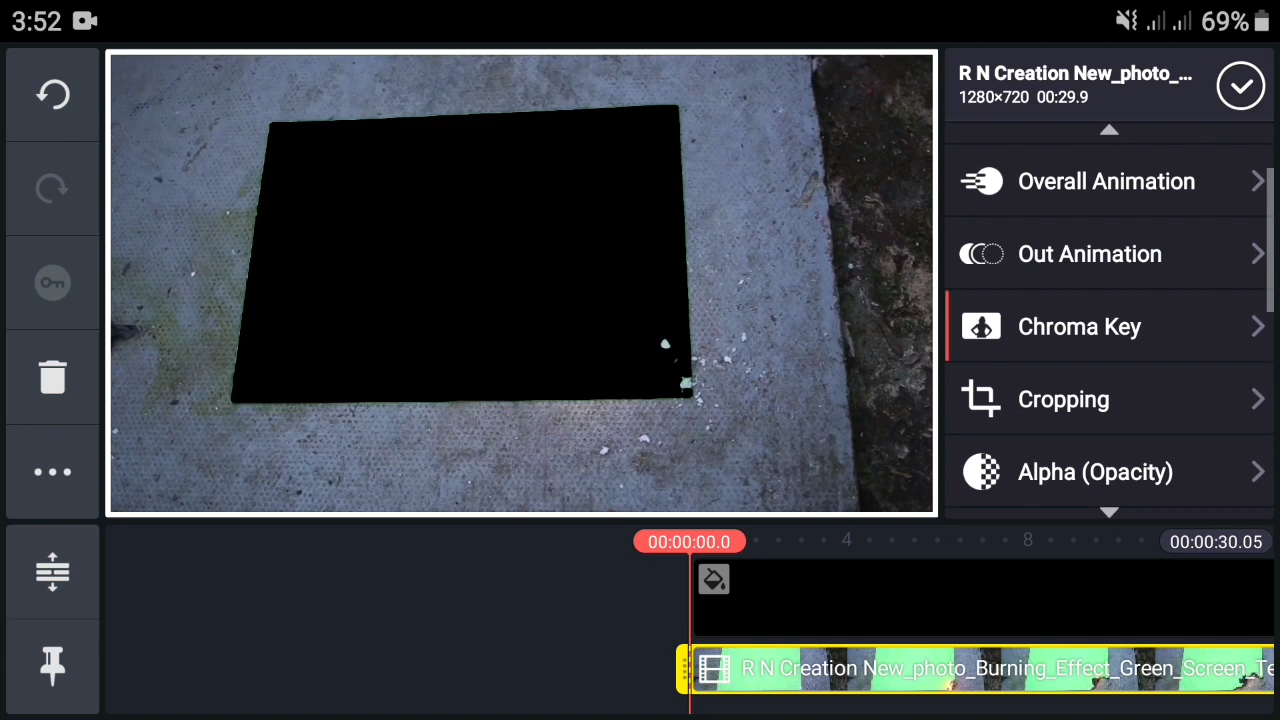 3:52
69%
R N Creation New_photo_...
1280×720 00:29.9
Overall Animation
Out Animation
Chroma Key
Cropping
Alpha (Opacity)
00:00:00.0
4
8
00:00:30.05
R N Creation New_photo_Burning_Effect_Green_Screen_Te